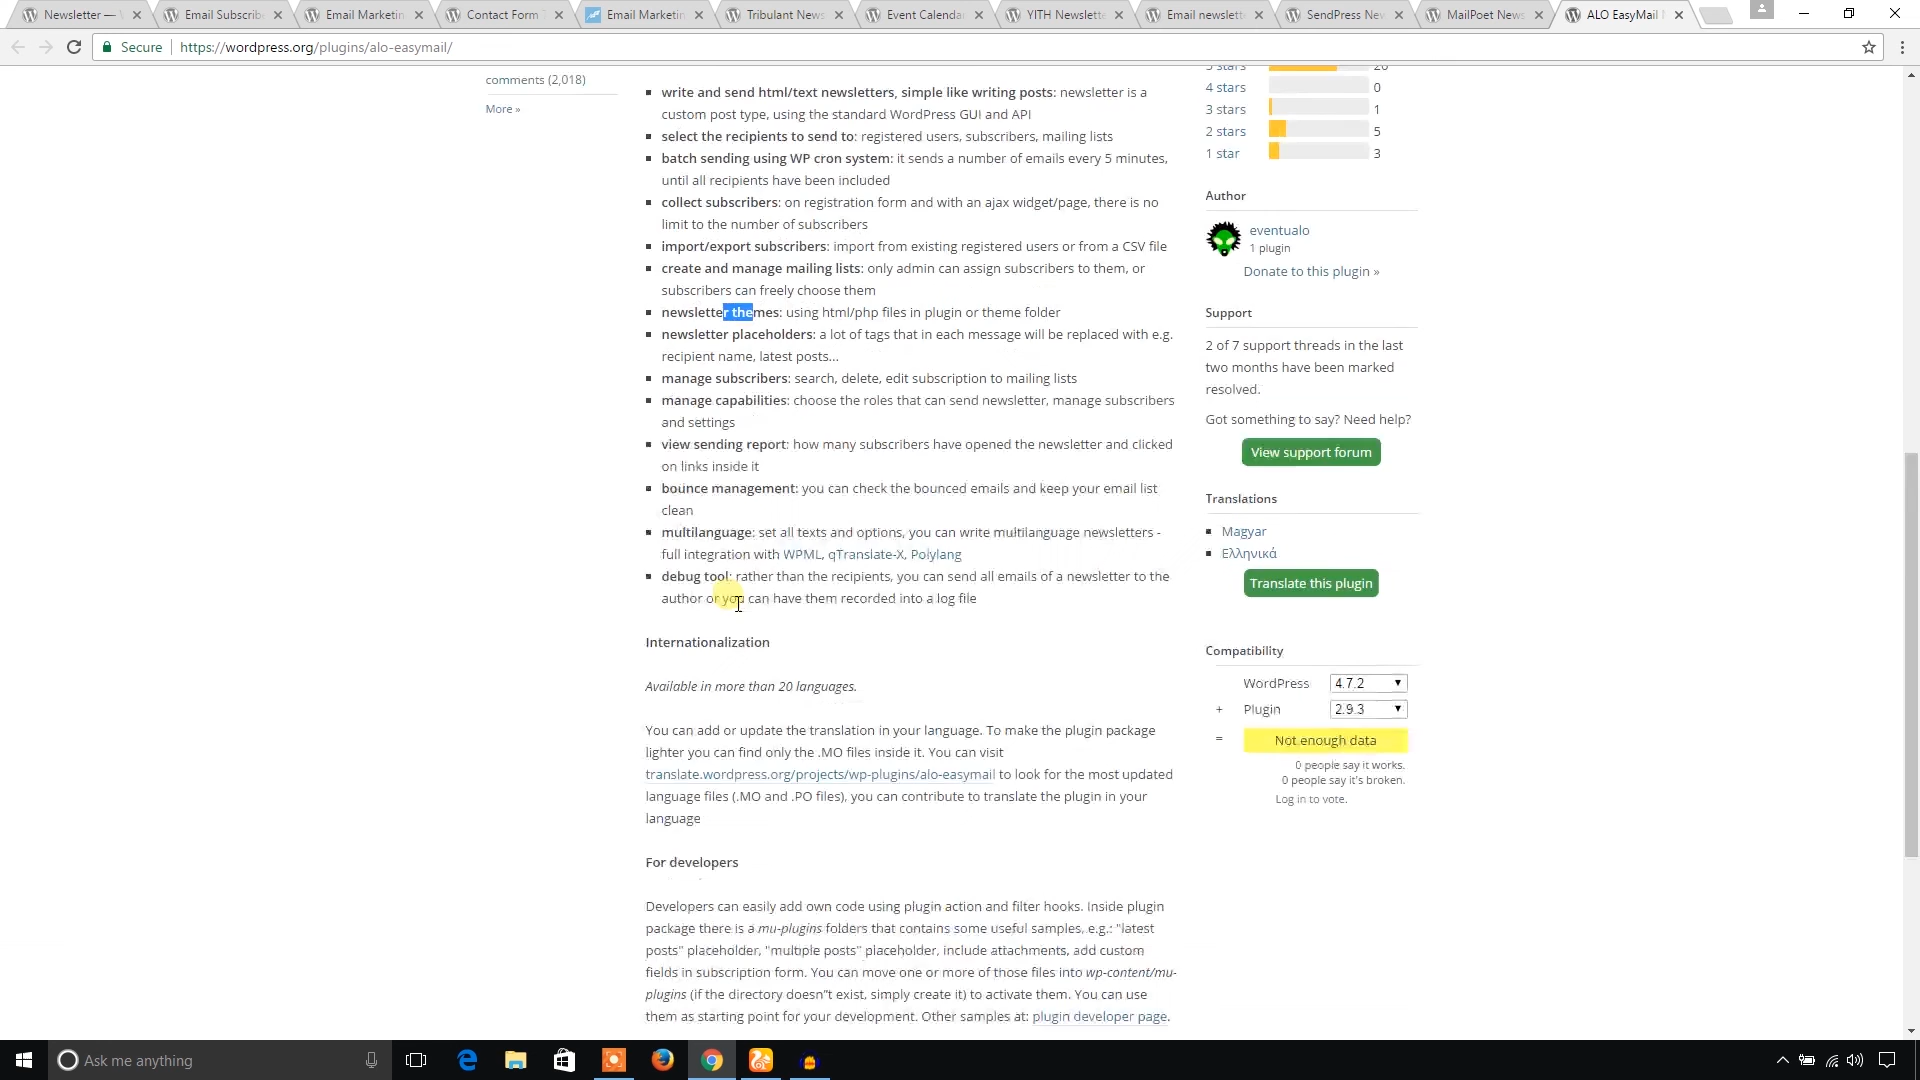 Newsletter —
Email Subscrib
Email Marketin
Contact Form
Email Marketin
Tribulant News
Event Calenda
YITH Newslett
Email newslett
SendPress Ne
MailPoet News
ALO EasyMail
Secure
https://wordpress.org/plugins/alo-easymail/
comments (2,018)
More »
write and send html/text newsletters, simple like writing posts: newsletter is a
custom post type, using the standard WordPress GUI and API
select the recipients to send to: registered users, subscribers, mailing lists
batch sending using WP cron system: it sends a number of emails every 5 minutes,
until all recipients have been included
collect subscribers: on registration form and with an ajax widget/page, there is no
limit to the number of subscribers
import/export subscribers: import from existing registered users or from a CSV file
create and manage mailing lists: only admin can assign subscribers to them, or
subscribers can freely choose them
newsletter themes: using html/php files in plugin or theme folder
newsletter placeholders: a lot of tags that in each message will be replaced with e.g.
recipient name, latest posts...
manage subscribers: search, delete, edit subscription to mailing lists
manage capabilities: choose the roles that can send newsletter, manage subscribers
and settings
view sending report: how many subscribers have opened the newsletter and clicked
on links inside it
bounce management: you can check the bounced emails and keep your email list
clean
multilanguage: set all texts and options, you can write multilanguage newsletters -
full integration with WPML, qTranslate-X, Polylang
debug tool: rather than the recipients, you can send all emails of a newsletter to the
author or you can have them recorded into a log file
Internationalization
Available in more than 20 languages.
You can add or update the translation in your language. To make the plugin package
lighter you can find only the .MO files inside it. You can visit
translate.wordpress.org/projects/wp-plugins/alo-easymail to look for the most updated
language files (.MO and .PO files), you can contribute to translate the plugin in your
language
For developers
Developers can easily add own code using plugin action and filter hooks. Inside plugin
package there is a mu-plugins folders that contains some useful samples, e.g.: "latest
posts" placeholder, "multiple posts" placeholder, include attachments, add custom
fields in subscription form. You can move one or more of those files into wp-content/mu-
plugins (if the directory doesn"t exist, simply create it) to activate them. You can use
them as starting point for your development. Other samples at: plugin developer page.
5 stars
4 stars 0
3 stars 1
2 stars 5
1 star 3
Author
eventualo
1 plugin
Donate to this plugin »
Support
2 of 7 support threads in the last
two months have been marked
resolved.
Got something to say? Need help?
View support forum
Translations
Magyar
Ελληνικά
Translate this plugin
Compatibility
WordPress 4.7.2
+ Plugin 2.9.3
= Not enough data
0 people say it works.
0 people say it's broken.
Log in to vote.
Ask me anything